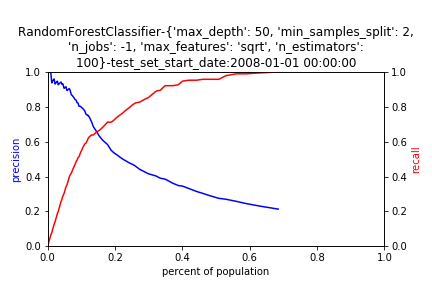 RandomForestClassifier-{'max_depth': 50, 'min_samples_split': 2,
'n_jobs': -1, 'max_features': 'sqrt', 'n_estimators':
100}-test_set_start_date:2008-01-01 00:00:00
1.0 1.0
0.8 0.8
0.6 0.6
precision recall
0.4 0.4
0.2 0.2
0.0 0.0
0.0 0.2 0.4 0.6 0.8 1.0
percent of population